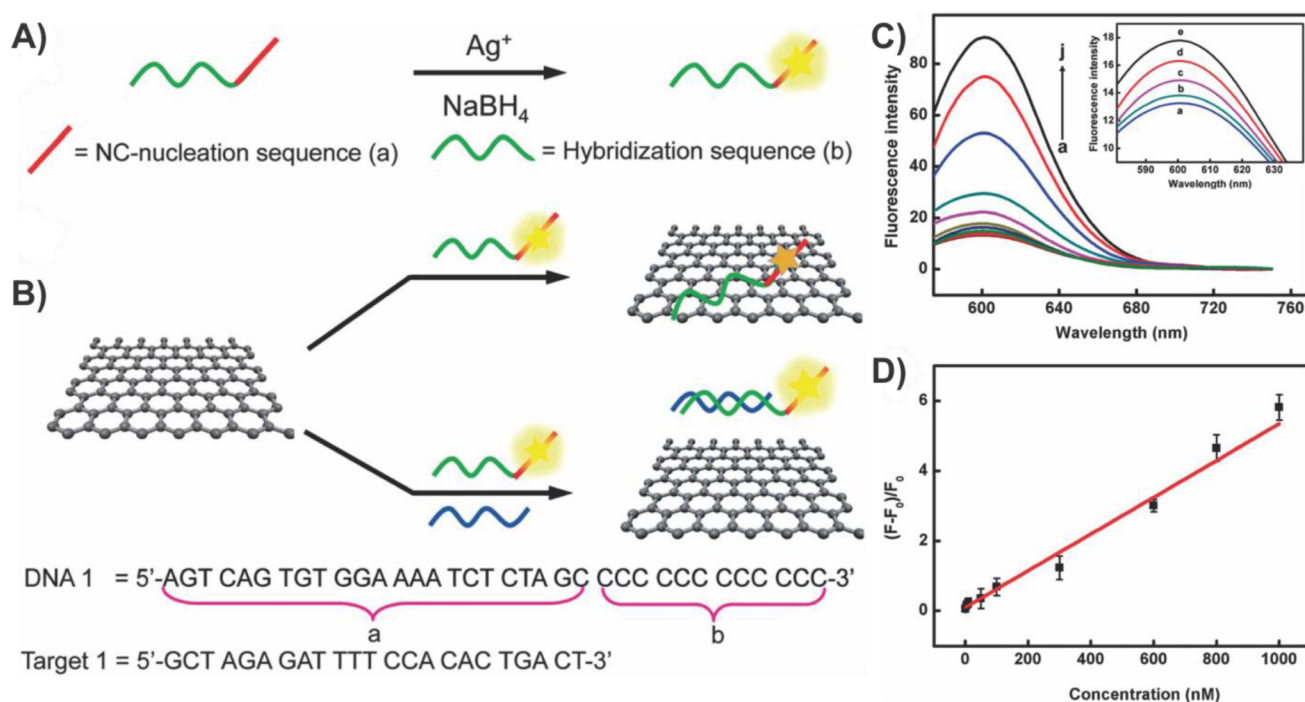 A)
Ag+
NaBH4
= NC-nucleation sequence (a)
= Hybridization sequence (b)
B)
DNA 1 = 5'-AGT CAG TGT GGA AAA TCT CTA GC CCC CCC CCC CCC-3'
a
b
Target 1 = 5'-GCT AGA GAT TTT CCA CAC TGA CT-3'
C)
Fluorescence intensity
80
60
40
20
0
600
640
680
720
760
Wavelength (nm)
j
a
Fluorescence intensity
18
16
14
12
10
e
d
c
b
a
590
600
610
620
630
Wavelength (nm)
D)
(F-F0)/F0
6
4
2
0
0
200
400
600
800
1000
Concentration (nM)